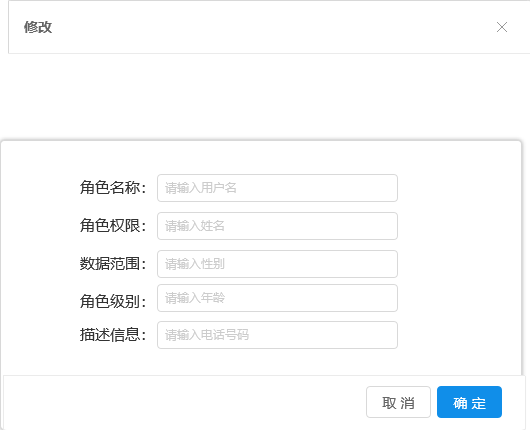 修改
角色名称： 请输入用户名
角色权限： 请输入姓名
数据范围： 请输入性别
角色级别： 请输入年龄
描述信息： 请输入电话号码
取 消 确 定